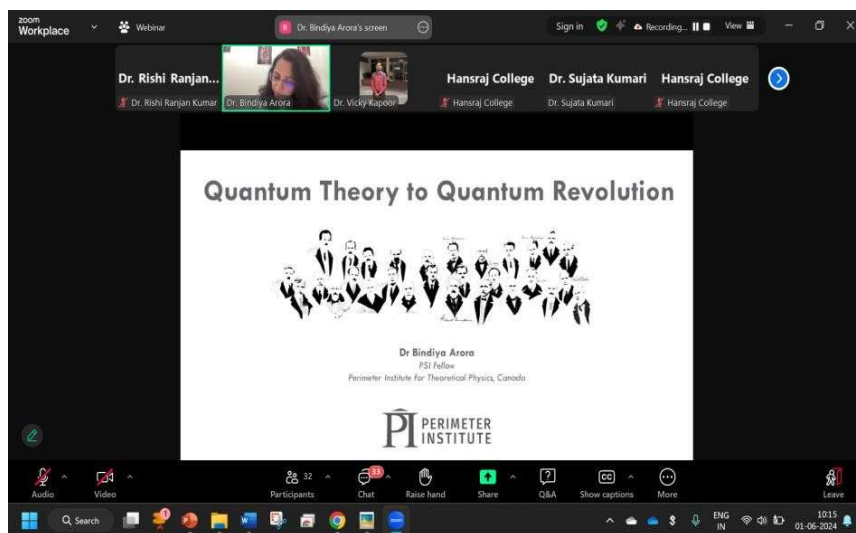 zoom
Workplace
Webinar
B Dr. Bindiya Arora's screen
Sign in
Recording...
View
Dr. Rishi Ranjan...
Hansraj College
Dr. Sujata Kumari
Hansraj College
Dr. Rishi Ranjan Kumar
Dr. Bindiya Arora
Dr. Vicky Kapoor
Hansraj College
Dr. Sujata Kumari
Hansraj College
Quantum Theory to Quantum Revolution
Dr Bindiya Arora
PSI Fellow
Perimeter Institute for Theoretical Physics, Canada
PI PERIMETER
INSTITUTE
32
33
Audio
Video
Participants
Chat
Raise hand
Share
Q&A
CC
Show captions
More
Leave
Search
1
ENG
IN
10:15
01-06-2024